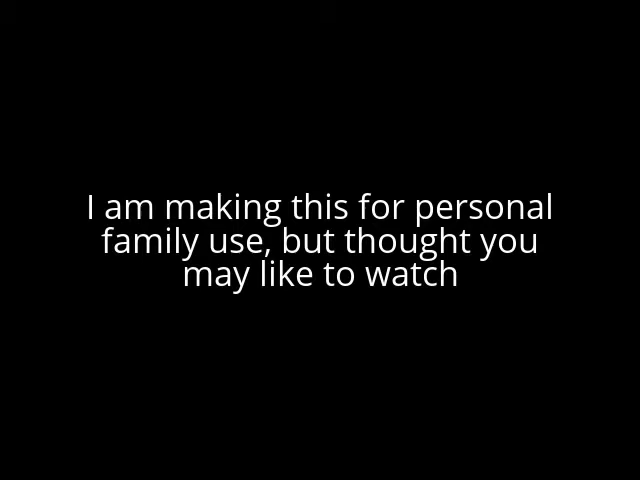 I am making this for personal
family use, but thought you
may like to watch